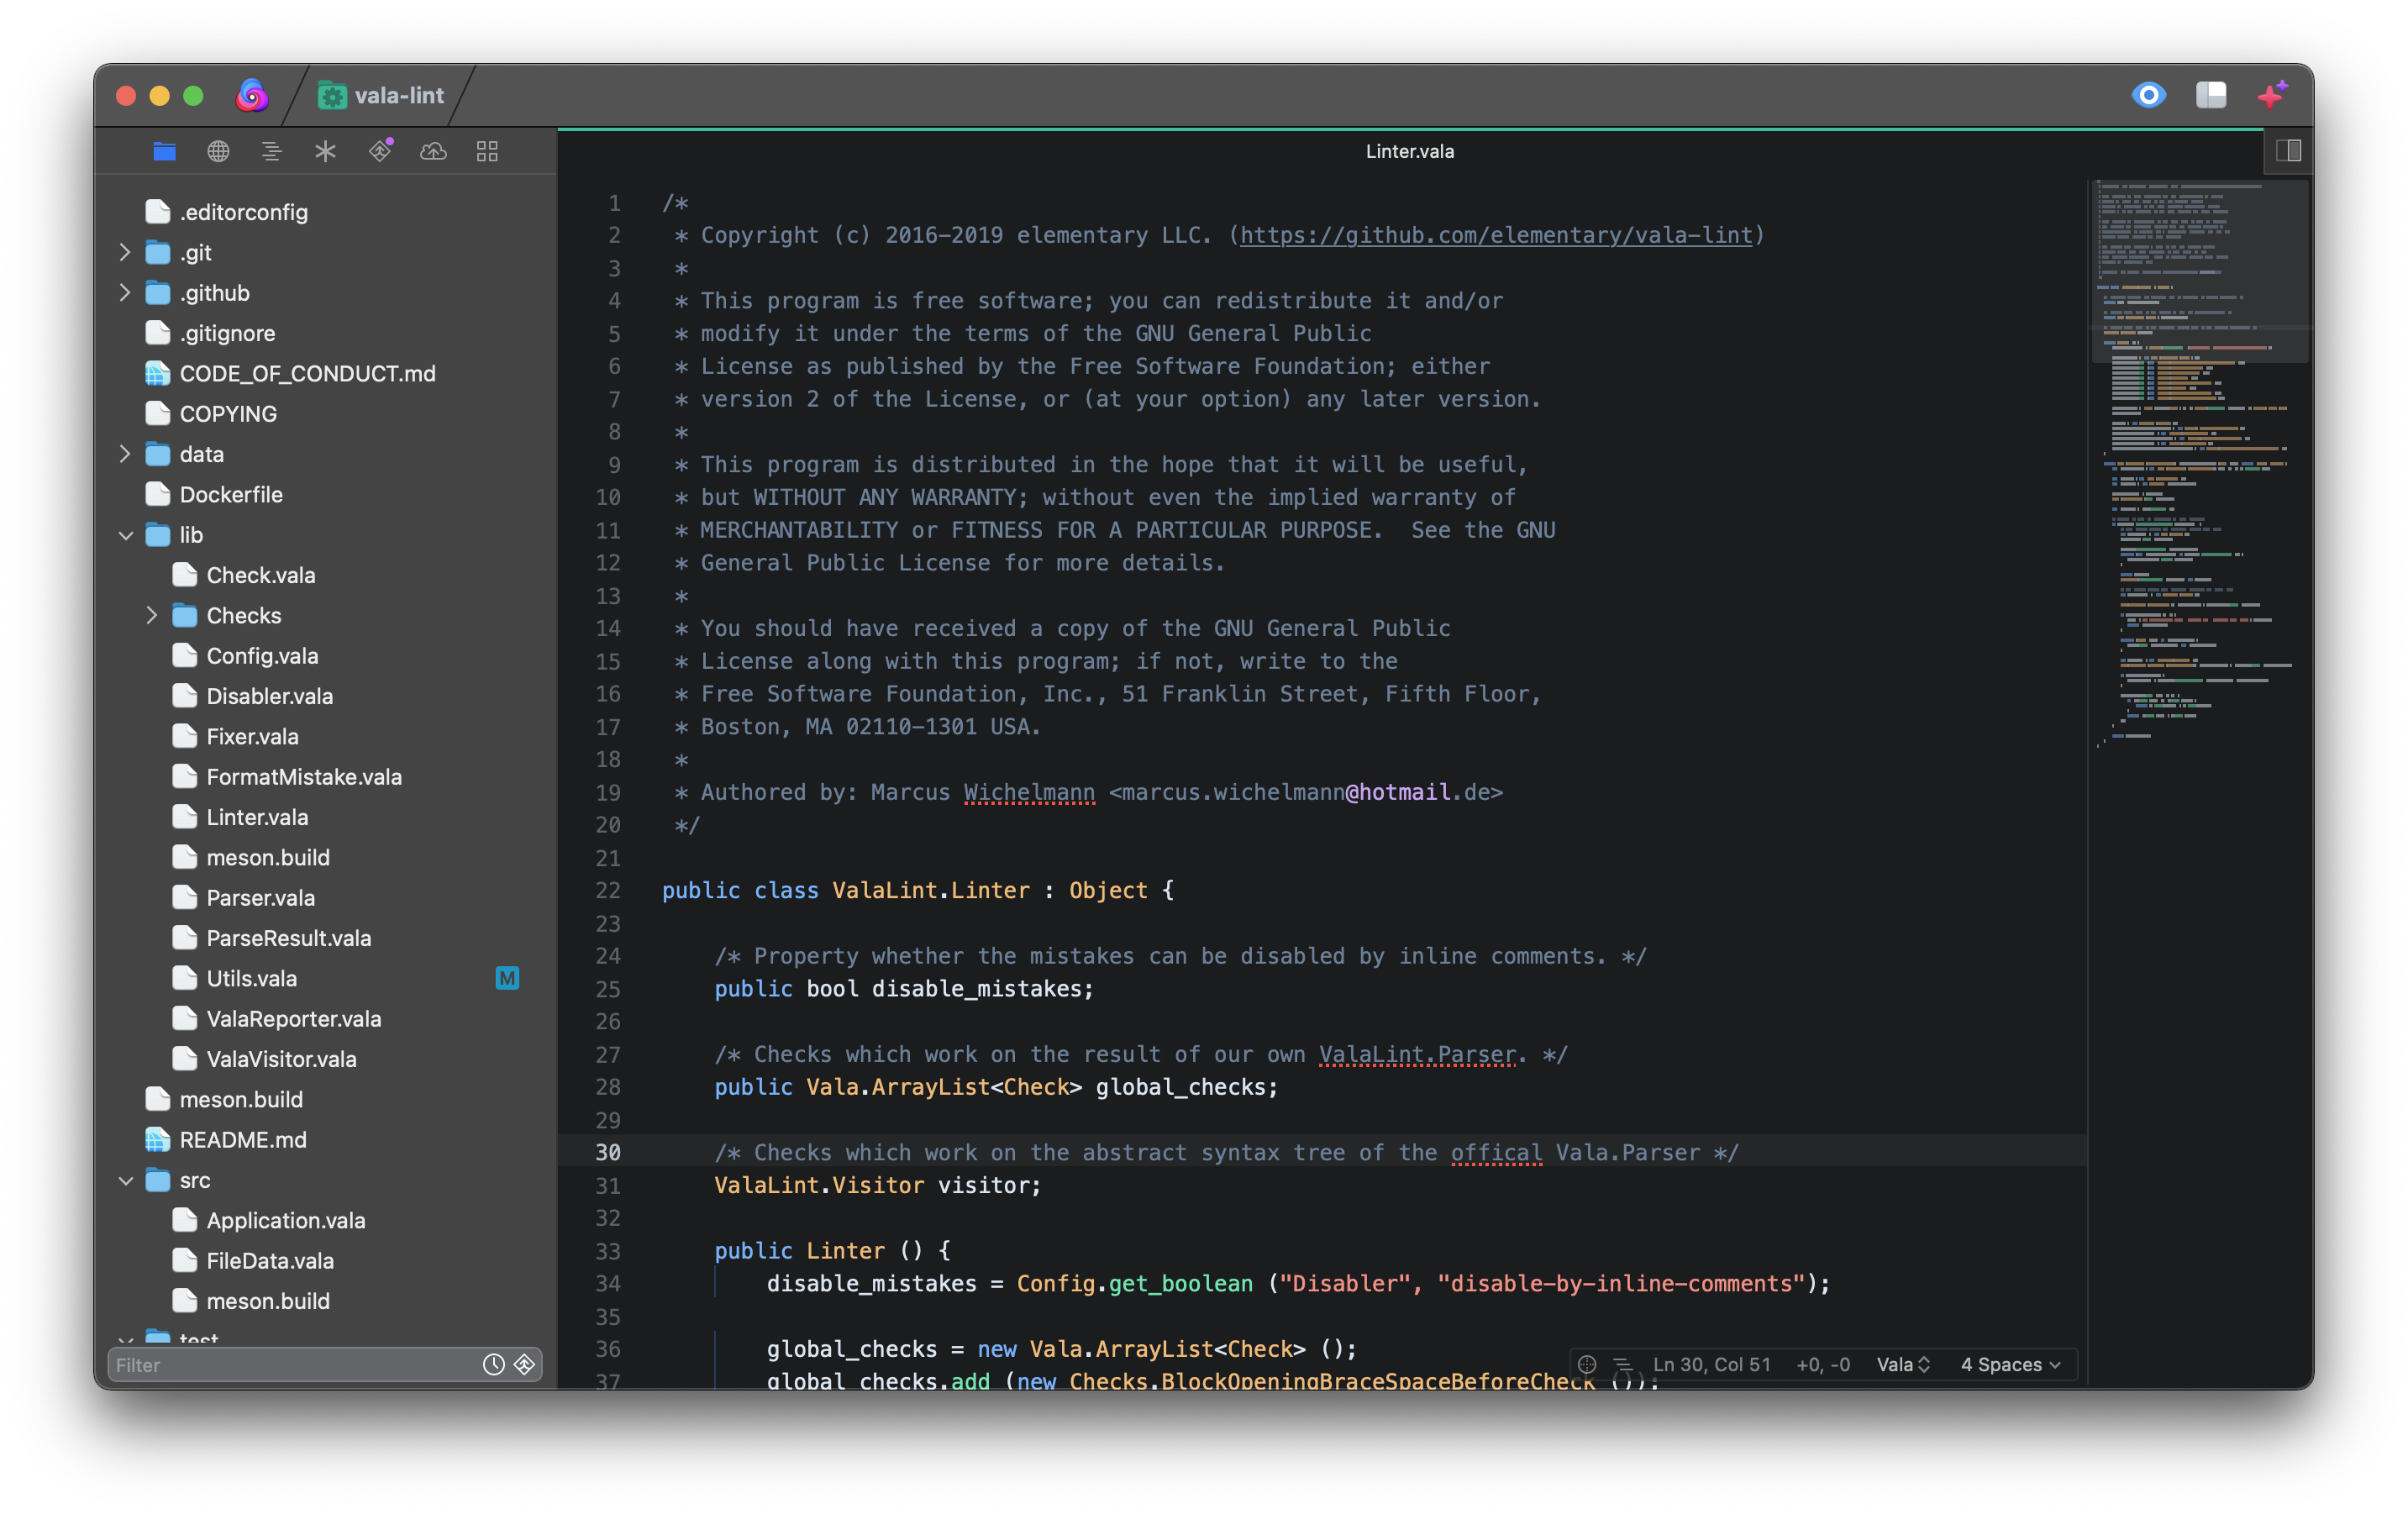 vala-lint
Linter.vala
.editorconfig
.git
.github
.gitignore
CODE_OF_CONDUCT.md
COPYING
data
Dockerfile
lib
Check.vala
Checks
Config.vala
Disabler.vala
Fixer.vala
FormatMistake.vala
Linter.vala
meson.build
Parser.vala
ParseResult.vala
Utils.vala M
ValaReporter.vala
ValaVisitor.vala
meson.build
README.md
src
Application.vala
FileData.vala
meson.build
test
Filter
1 /*
2  * Copyright (c) 2016-2019 elementary LLC. (https://github.com/elementary/vala-lint)
3  *
4  * This program is free software; you can redistribute it and/or
5  * modify it under the terms of the GNU General Public
6  * License as published by the Free Software Foundation; either
7  * version 2 of the License, or (at your option) any later version.
8  *
9  * This program is distributed in the hope that it will be useful,
10  * but WITHOUT ANY WARRANTY; without even the implied warranty of
11  * MERCHANTABILITY or FITNESS FOR A PARTICULAR PURPOSE.  See the GNU
12  * General Public License for more details.
13  *
14  * You should have received a copy of the GNU General Public
15  * License along with this program; if not, write to the
16  * Free Software Foundation, Inc., 51 Franklin Street, Fifth Floor,
17  * Boston, MA 02110-1301 USA.
18  *
19  * Authored by: Marcus Wichelmann <marcus.wichelmann@hotmail.de>
20  */
21
22 public class ValaLint.Linter : Object {
23
24     /* Property whether the mistakes can be disabled by inline comments. */
25     public bool disable_mistakes;
26
27     /* Checks which work on the result of our own ValaLint.Parser. */
28     public Vala.ArrayList<Check> global_checks;
29
30     /* Checks which work on the abstract syntax tree of the offical Vala.Parser */
31     ValaLint.Visitor visitor;
32
33     public Linter () {
34         disable_mistakes = Config.get_boolean ("Disabler", "disable-by-inline-comments");
35
36         global_checks = new Vala.ArrayList<Check> ();
37         global_checks.add (new Checks.BlockOpeningBraceSpaceBeforeCheck ());
Ln 30, Col 51 +0, -0 Vala 4 Spaces